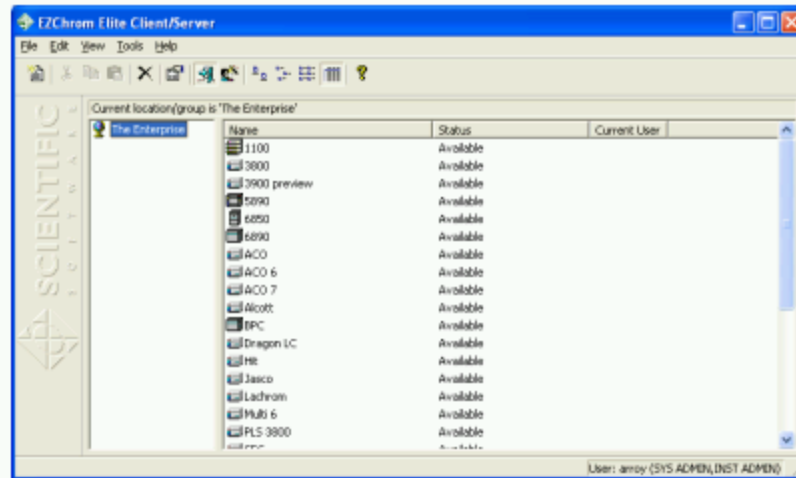 EZChrom Elite Client/Server
File Edit View Tools Help
Current location/group is 'The Enterprise'
The Enterprise
Name Status Current User
1100 Available
3800 Available
3900 preview Available
5890 Available
6850 Available
6890 Available
ACO Available
ACO 6 Available
ACO 7 Available
Alcott Available
BPC Available
Dragon LC Available
Hit Available
Jasco Available
Lachrom Available
Multi 6 Available
PLS 3800 Available
SCIENTIFIC
User: array (SYS ADMIN,INST ADMIN)